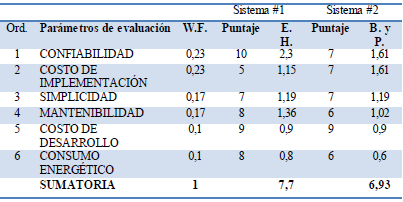 Sistema #1 Sistema #2
Ord. Parámetros de evaluación W.F. Puntaje E. H. Puntaje B. y P.
1 CONFIABILIDAD 0,23 10 2,3 7 1,61
2 COSTO DE IMPLEMENTACIÓN 0,23 5 1,15 7 1,61
3 SIMPLICIDAD 0,17 7 1,19 7 1,19
4 MANTENIBILIDAD 0,17 8 1,36 6 1,02
5 COSTO DE DESARROLLO 0,1 9 0,9 9 0,9
6 CONSUMO ENERGÉTICO 0,1 8 0,8 6 0,6
SUMATORIA 1 7,7 6,93